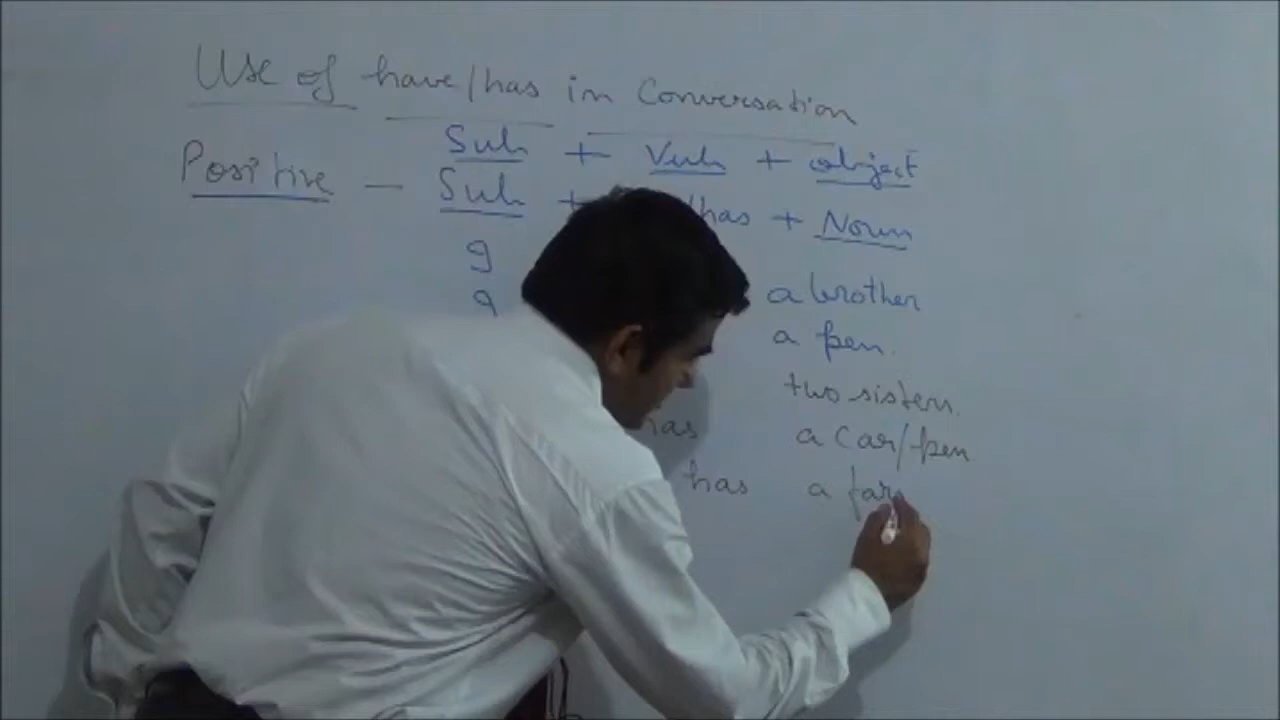 Use of have/has in Conversation
Sub + Verb + object
Positive - Sub + /has + Noun
I
I a brother
a pen.
two sisters.
has a Car/pen
has a far